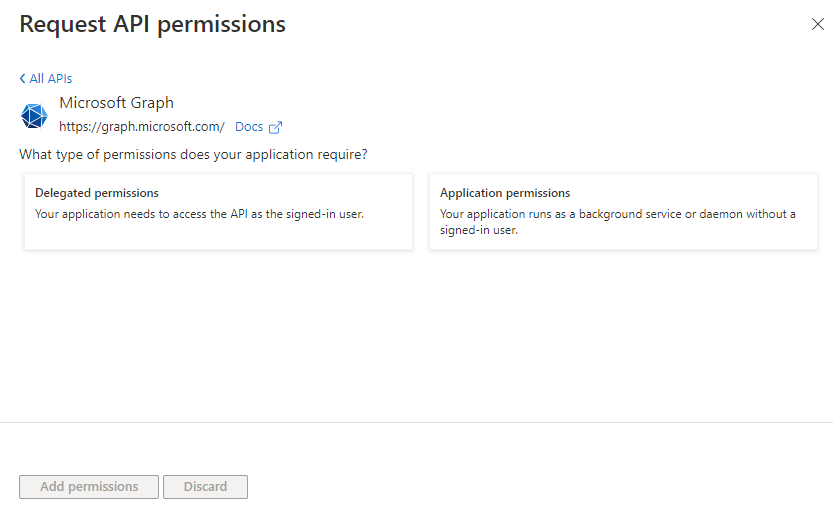 Request API permissions
All APIs
Microsoft Graph
https://graph.microsoft.com/ Docs
What type of permissions does your application require?
Delegated permissions
Your application needs to access the API as the signed-in user.
Application permissions
Your application runs as a background service or daemon without a
signed-in user.
Add permissions
Discard